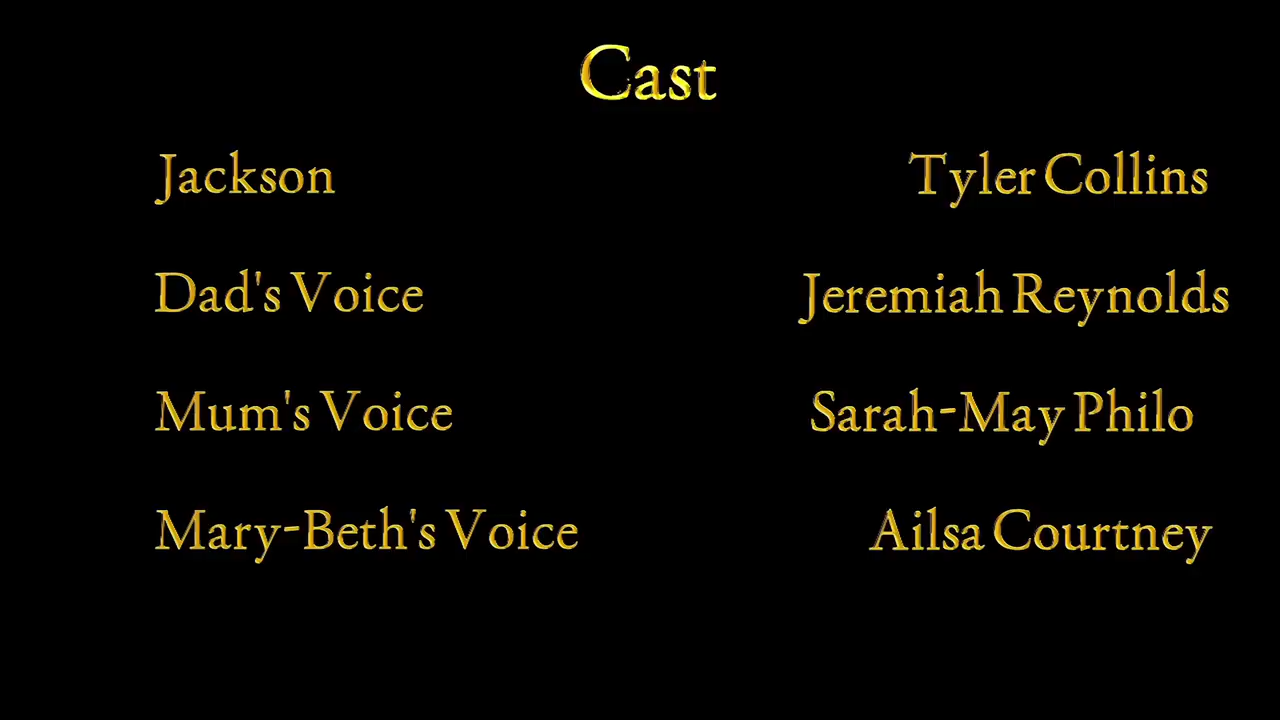 Cast
Jackson Tyler Collins
Dad's Voice Jeremiah Reynolds
Mum's Voice Sarah-May Philo
Mary-Beth's Voice Ailsa Courtney